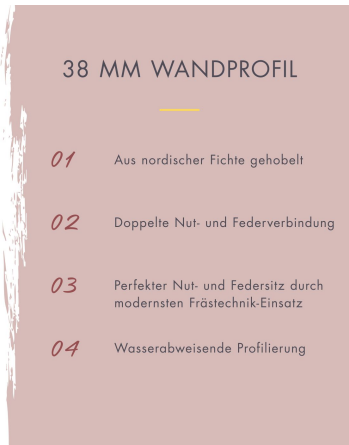 38 MM WANDPROFIL
01 Aus nordischer Fichte gehobelt
02 Doppelte Nut- und Federverbindung
03 Perfekter Nut- und Federsitz durch
modernsten Frästechnik-Einsatz
04 Wasserabweisende Profilierung